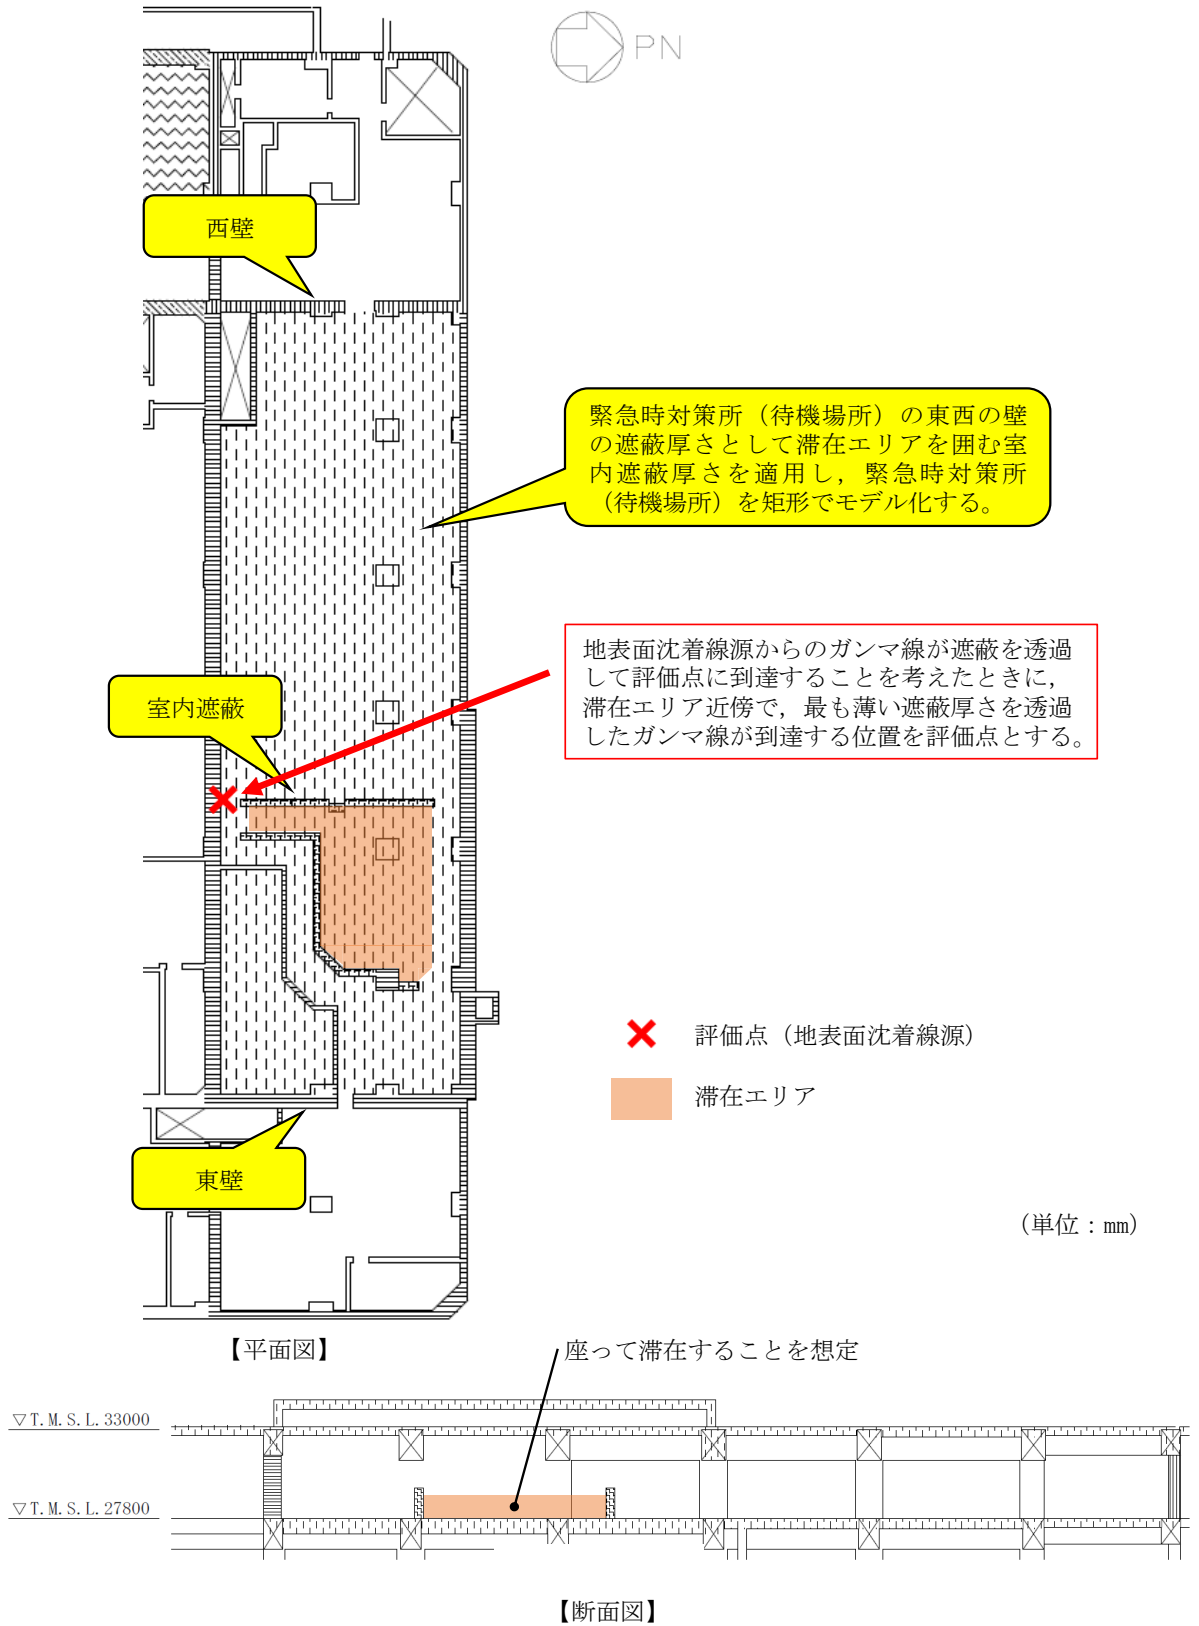 PN
西壁
緊急時対策所（待機場所）の東西の壁
の遮蔽厚さとして滞在エリアを囲む室
内遮蔽厚さを適用し，緊急時対策所
（待機場所）を矩形でモデル化する。
地表面沈着線源からのガンマ線が遮蔽を透過
して評価点に到達することを考えたときに，
滞在エリア近傍で，最も薄い遮蔽厚さを透過
したガンマ線が到達する位置を評価点とする。
室内遮蔽
評価点（地表面沈着線源）
滞在エリア
東壁
（単位：mm）
【平面図】
座って滞在することを想定
▽T.M.S.L.33000
▽T.M.S.L.27800
【断面図】